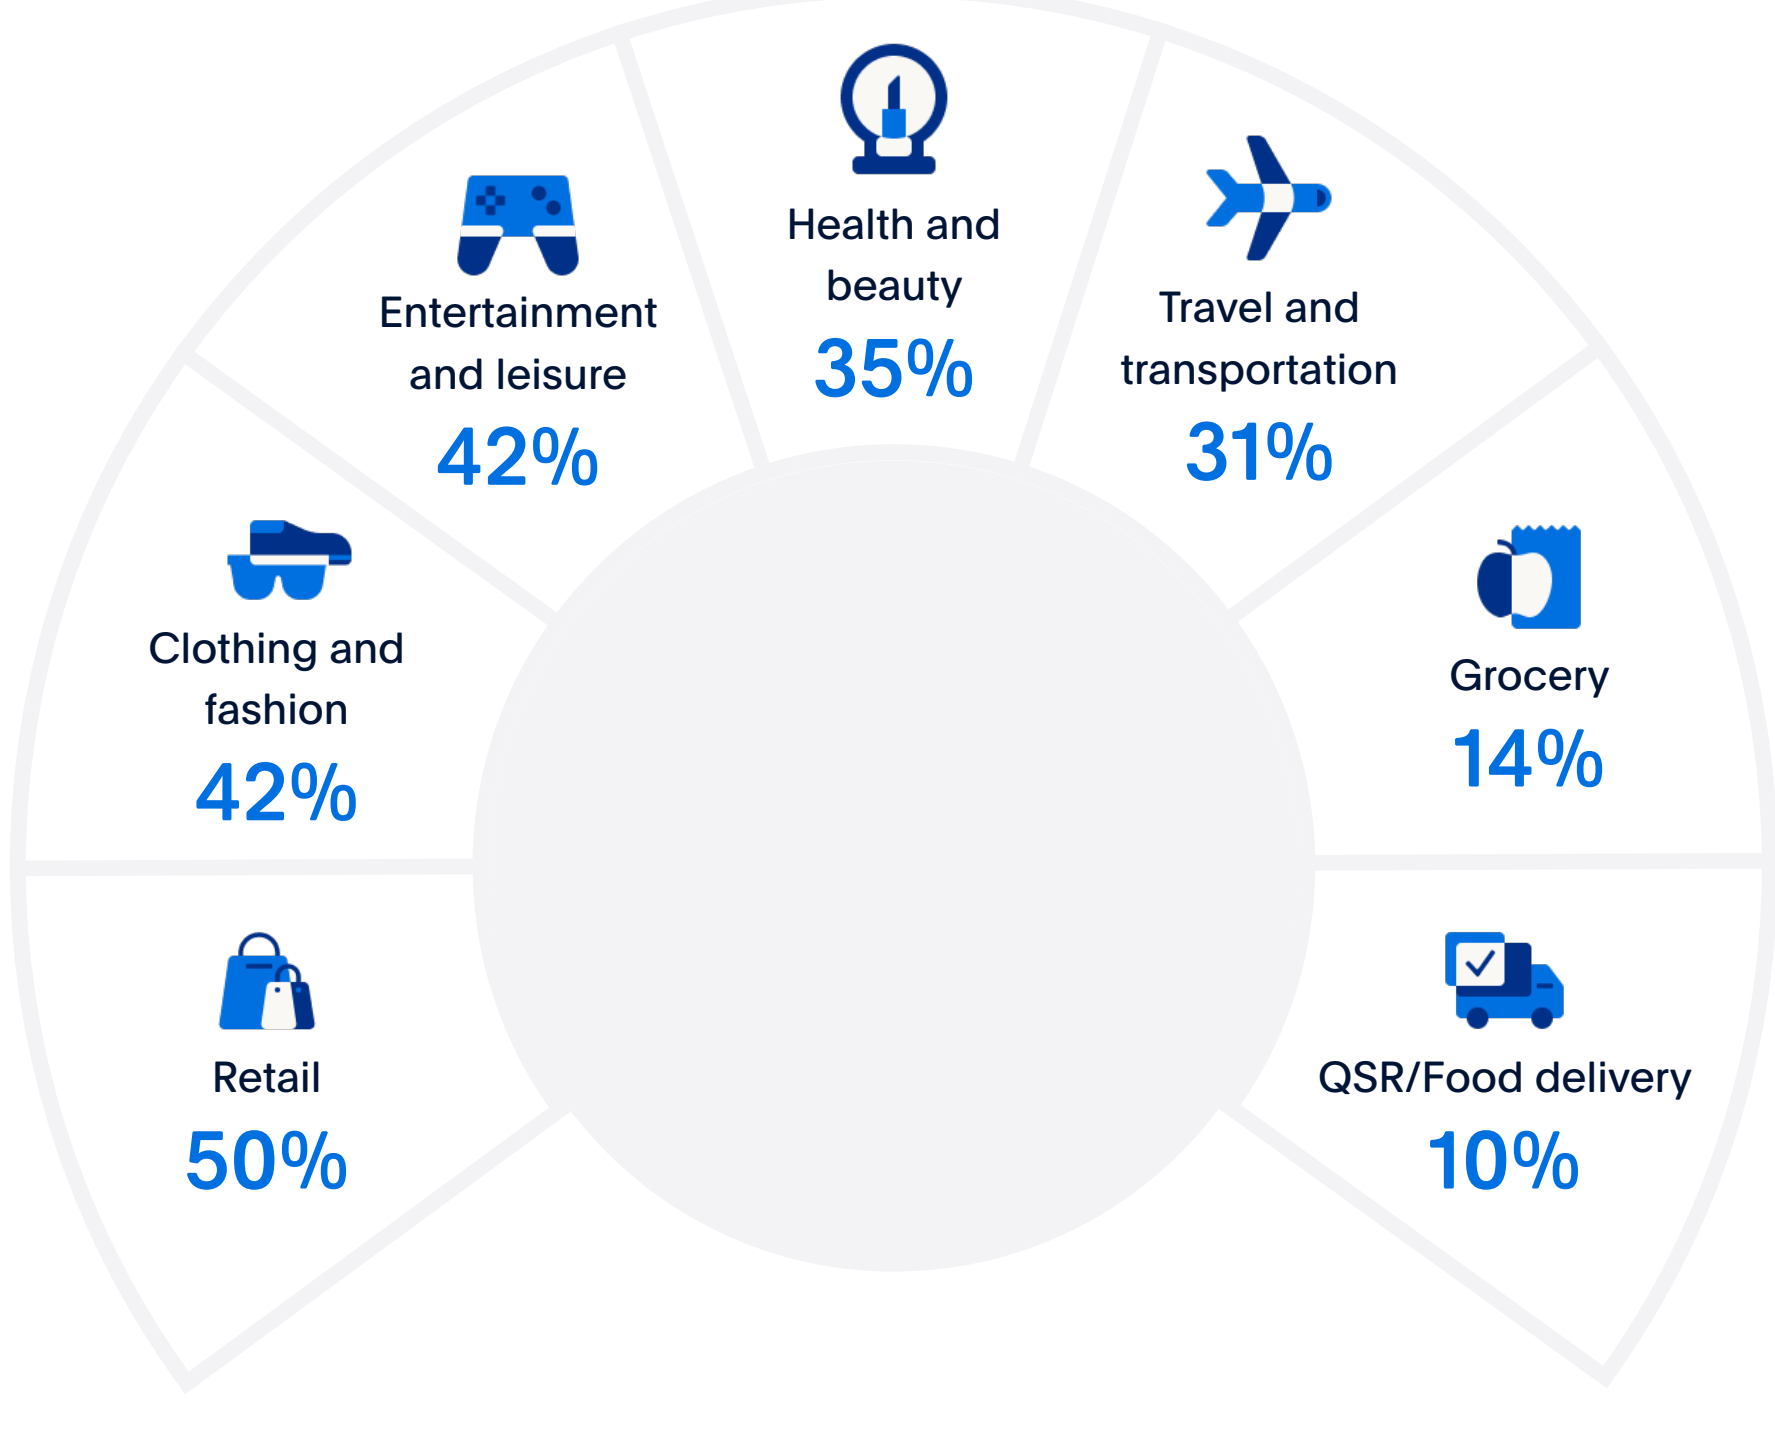 Health and
beauty
35%
Entertainment
and leisure
42%
Travel and
transportation
31%
Clothing and
fashion
42%
Grocery
14%
Retail
50%
QSR/Food delivery
10%